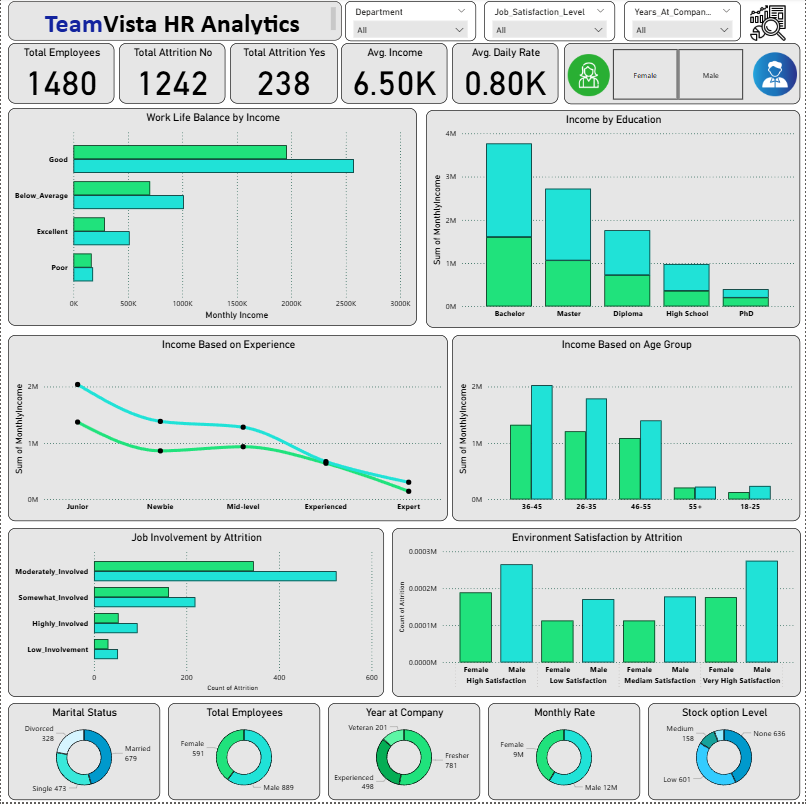 TeamVista HR Analytics
Department
All
Job_Satisfaction_Level
All
Years_At_Compan...
All
Total Employees
1480
Total Attrition No
1242
Total Attrition Yes
238
Avg. Income
6.50K
Avg. Daily Rate
0.80K
Female
Male
Work Life Balance by Income
Good
Below_Average
Excellent
Poor
0K 500K 1000K 1500K 2000K 2500K 3000K
Monthly Income
Income by Education
Sum of MonthlyIncome
4M
3M
2M
1M
0M
Bachelor Master Diploma High School PhD
Income Based on Experience
Sum of MonthlyIncome
2M
1M
0M
Junior Newbie Mid-level Experienced Expert
Income Based on Age Group
Sum of MonthlyIncome
2M
1M
0M
36-45 26-35 46-55 55+ 18-25
Job Involvement by Attrition
Moderately_Involved
Somewhat_Involved
Highly_Involved
Low_Involvement
0 200 400 600
Count of Attrition
Environment Satisfaction by Attrition
Count of Attrition
0.0003M
0.0002M
0.0001M
0.0000M
Female Male Female Male Female Male Female Male
High Satisfaction Low Satisfaction Mediam Satisfaction Very High Satisfaction
Marital Status
Divorced
328
Married
679
Single 473
Total Employees
Female
591
Male 889
Year at Company
Veteran 201
Fresher
781
Experienced
498
Monthly Rate
Female
9M
Male 12M
Stock option Level
Medium
158
None 636
Low 601